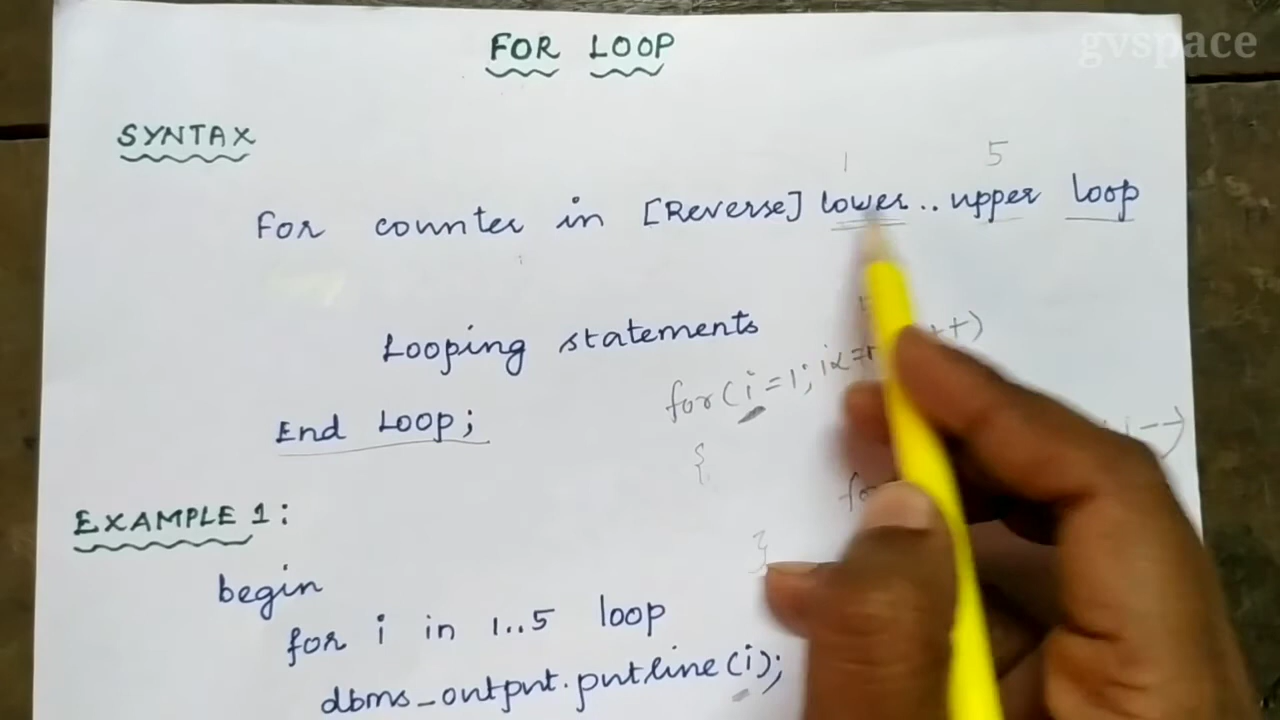 gvspace
FOR LOOP
SYNTAX
1 5
For counter in [Reverse] lower..upper loop
Looping statements
for(i=1;
{
End Loop;
}
EXAMPLE 1:
begin
for i in 1..5 loop
dbms_output.putline(i);